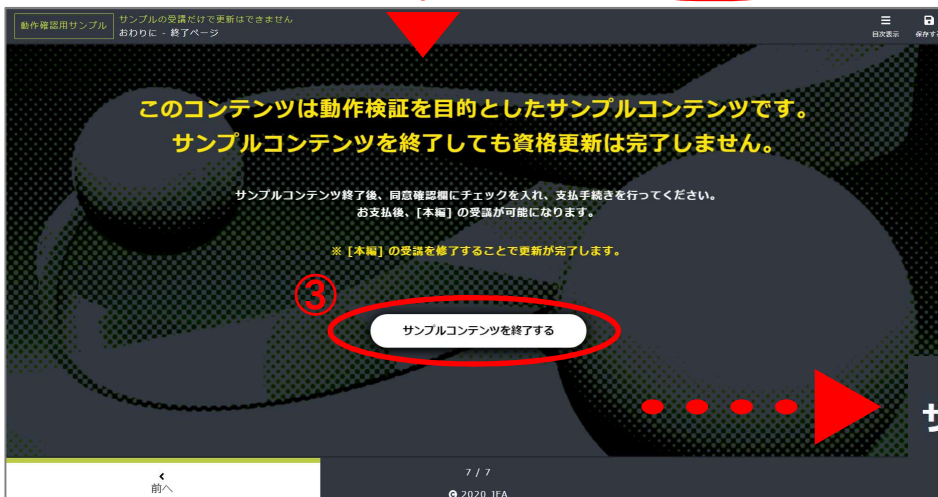 動作確認用サンプル
サンプルの受講だけで更新はできません
おわりに - 終了ページ
目次表示
保存する
このコンテンツは動作検証を目的としたサンプルコンテンツです。
サンプルコンテンツを終了しても資格更新は完了しません。
サンプルコンテンツ終了後、同意確認欄にチェックを入れ、支払手続きを行ってください。
お支払後、[本編] の受講が可能になります。
※ [本編] の受講を修了することで更新が完了します。
③
サンプルコンテンツを終了する
サ
前へ
7 / 7
© 2020 JFA